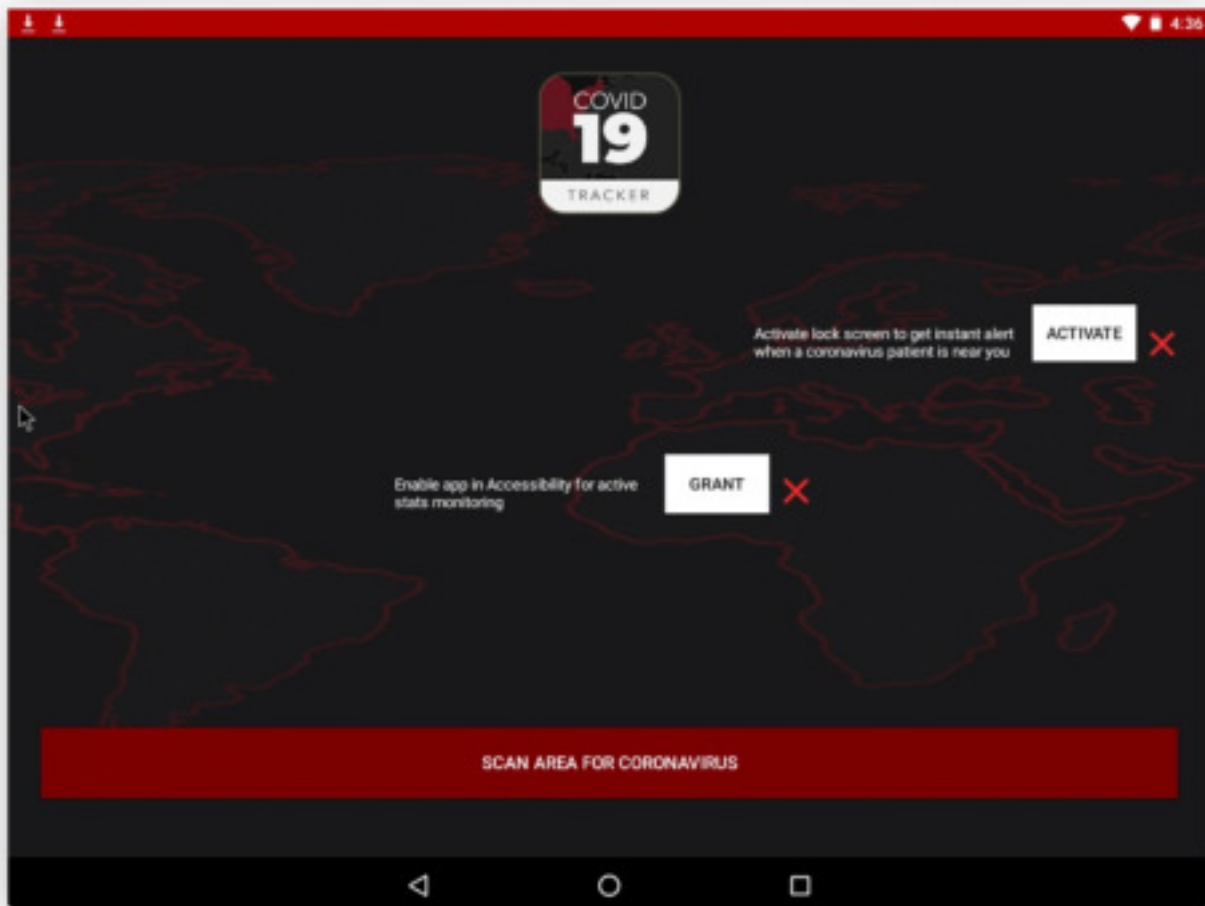 4:36
COVID
19
TRACKER
Activate lock screen to get instant alert
when a coronavirus patient is near you
ACTIVATE
Enable app in Accessibility for active
stats monitoring
GRANT
SCAN AREA FOR CORONAVIRUS